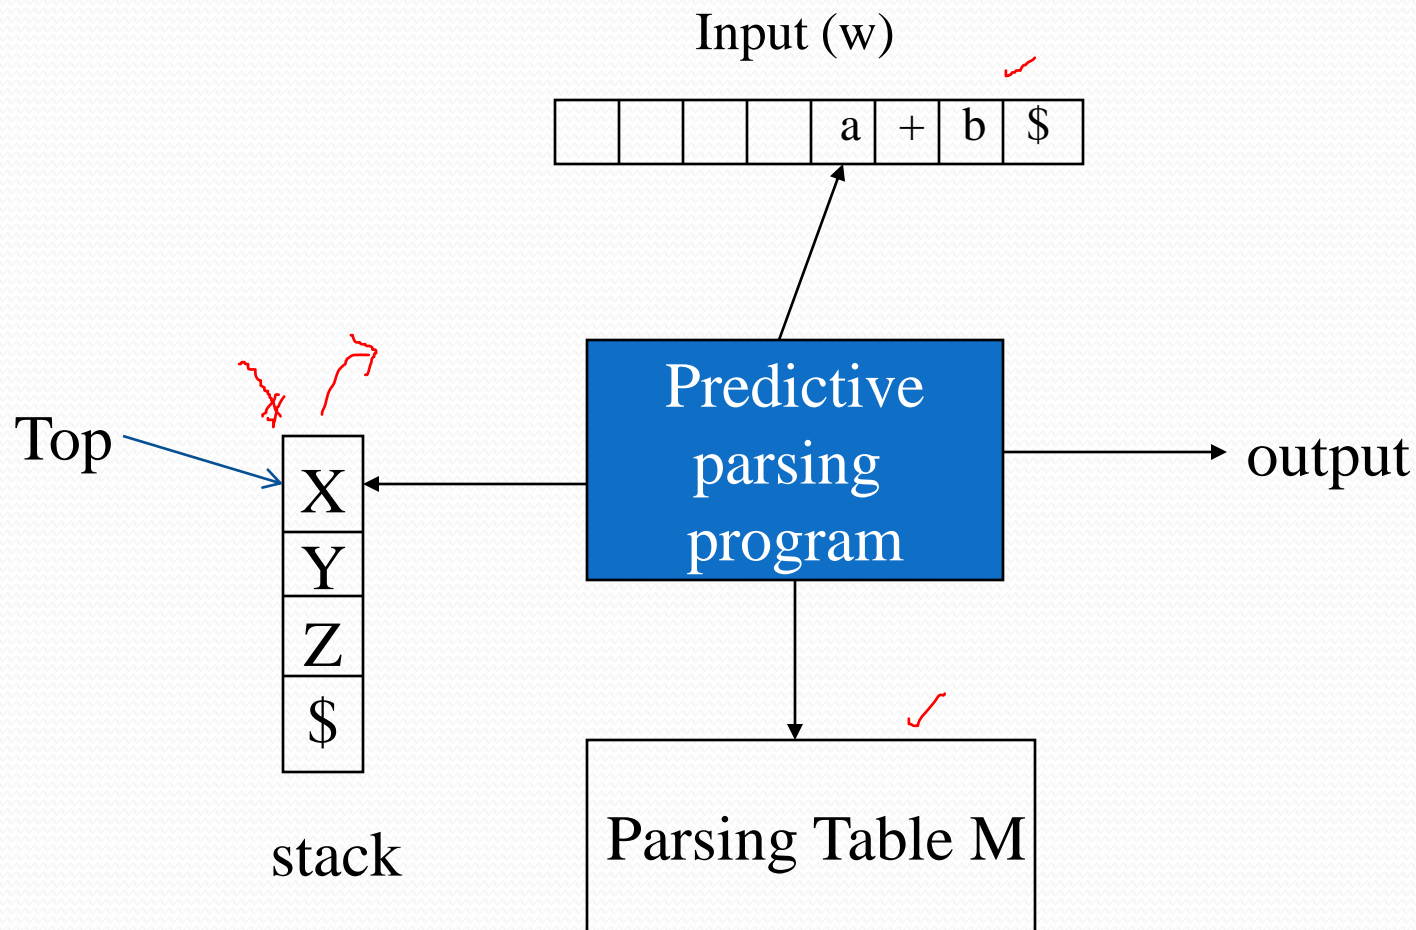 Input (w)
a + b $
Predictive
parsing
program
Top
output
X
Y
Z
$
stack
Parsing Table M